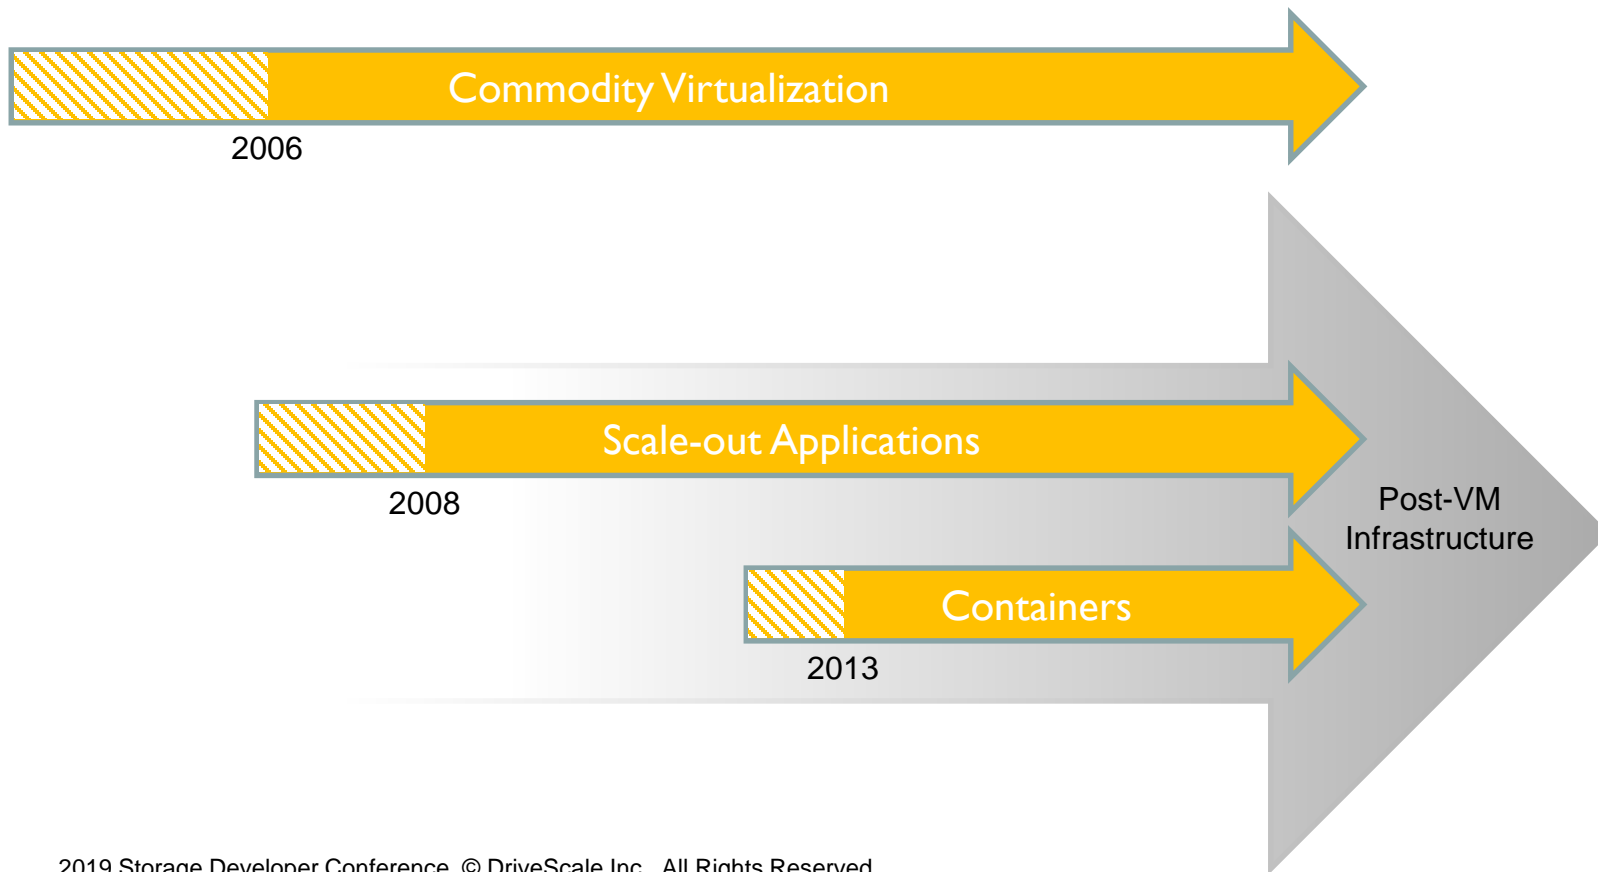 Commodity Virtualization
2006
Scale-out Applications
2008
Post-VM
Infrastructure
Containers
2013
2019 Storage Developer Conference. © DriveScale Inc. All Rights Reserved.